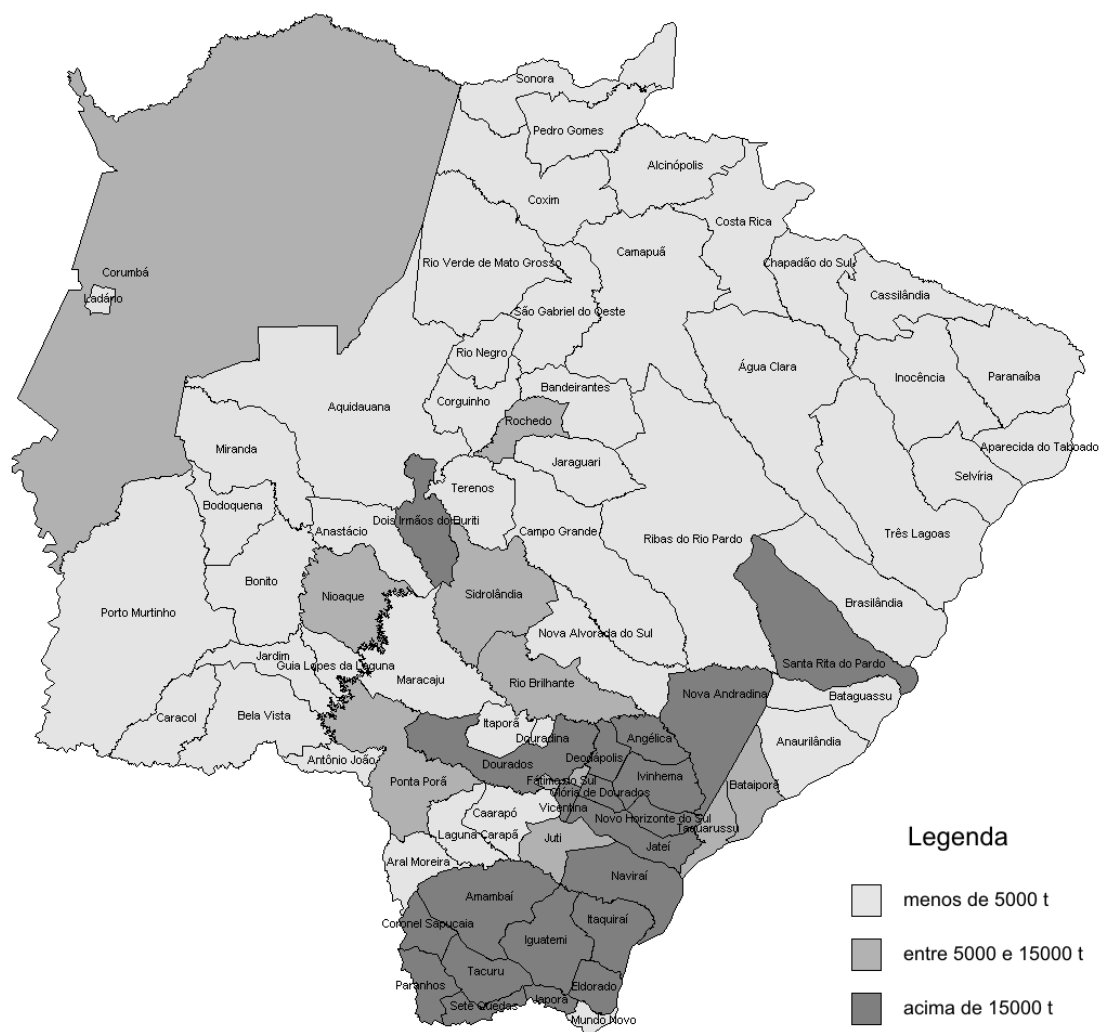 Sonora
Pedro Gomes
Alcinópolis
Coxim
Costa Rica
Camapuã
Rio Verde de Mato Grosso
Chapadão do Sul
Corumbá
Ladário
Cassilândia
São Gabriel do Oeste
Rio Negro
Água Clara
Inocência
Paranaíba
Bandeirantes
Aquidauana
Corguinho
Rochedo
Miranda
Jaraguari
Aparecida do Taboado
Selvíria
Terenos
Bodoquena
Dois Irmãos do Buriti
Anastácio
Campo Grande
Ribas do Rio Pardo
Três Lagoas
Bonito
Nioaque
Sidrolândia
Brasilândia
Porto Murtinho
Nova Alvorada do Sul
Jardim
Guia Lopes da Laguna
Santa Rita do Pardo
Maracaju
Rio Brilhante
Nova Andradina
Bataguassu
Caracol
Bela Vista
Itaporã
Douradina
Angélica
Anaurilândia
Antônio João
Dourados
Deodápolis
Ponta Porã
Fátima do Sul
Ivinhema
Bataiporã
Glória de Dourados
Caarapó
Vicentina
Novo Horizonte do Sul
Taquarussu
Laguna Carapã
Juti
Jateí
Aral Moreira
Naviraí
Amambaí
Coronel Sapucaia
Itaquiraí
Iguatemi
Tacuru
Paranhos
Eldorado
Sete Quedas
Japorã
Mundo Novo
Legenda
menos de 5000 t
entre 5000 e 15000 t
acima de 15000 t